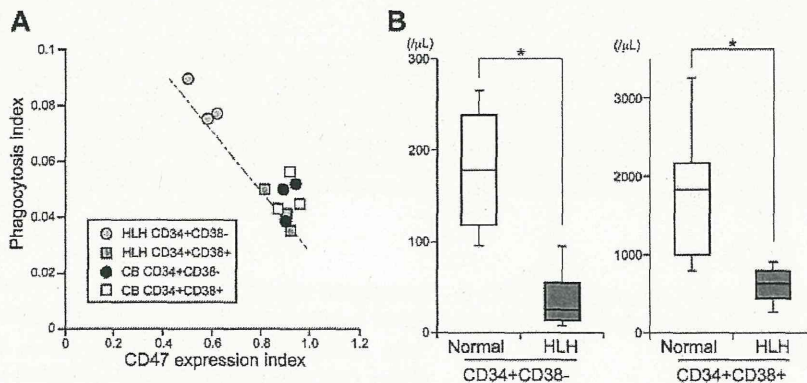 A
Phagocytosis index
0.1
0.08
0.06
0.04
0.02
0
HLH CD34+CD38-
HLH CD34+CD38+
CB CD34+CD38-
CB CD34+CD38+
0 0.2 0.4 0.6 0.8 1.0 1.2
CD47 expression index
B
(/μL)
300
200
100
0
*
Normal HLH
CD34+CD38-
(/μL)
3000
2000
1000
0
*
Normal HLH
CD34+CD38+